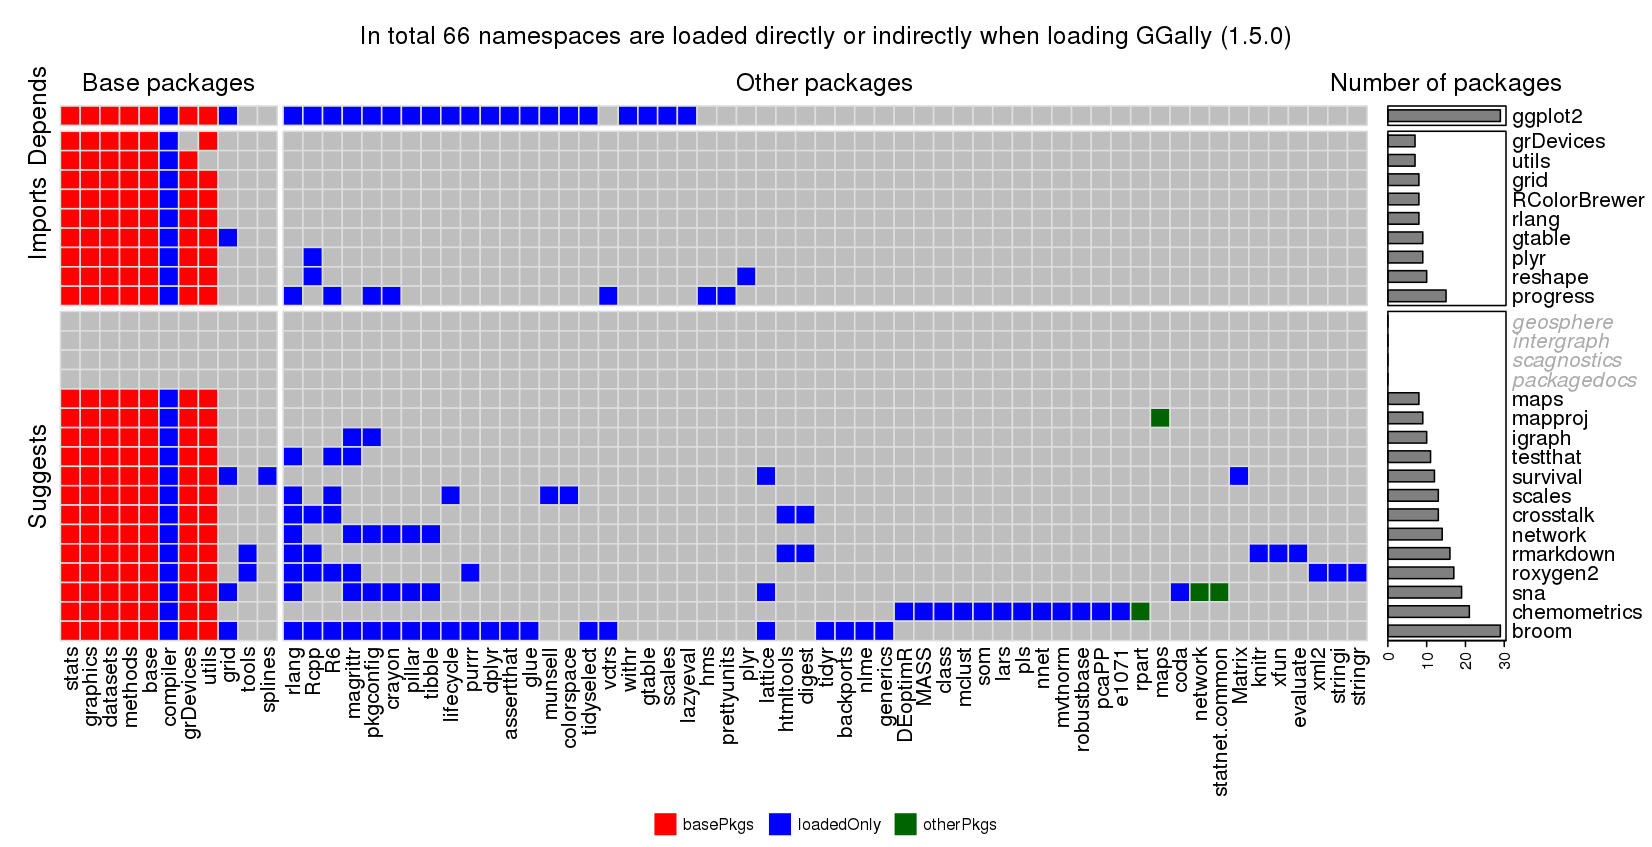 In total 66 namespaces are loaded directly or indirectly when loading GGally (1.5.0)
Base packages
Other packages
Number of packages
Depends
Imports
Suggests
ggplot2
grDevices
utils
grid
RColorBrewer
rlang
gtable
plyr
reshape
progress
geosphere
intergraph
scagnostics
packagedocs
maps
mapproj
igraph
testthat
survival
scales
crosstalk
network
rmarkdown
roxygen2
sna
chemometrics
broom
0
10
20
30
stats
graphics
datasets
methods
base
compiler
grDevices
utils
grid
tools
splines
rlang
Rcpp
R6
magrittr
pkgconfig
crayon
pillar
tibble
lifecycle
purrr
dplyr
assertthat
glue
munsell
colorspace
tidyselect
vctrs
withr
gtable
scales
lazyeval
hms
prettyunits
plyr
lattice
htmltools
digest
tidyr
backports
nlme
generics
DEoptimR
MASS
class
mclust
som
lars
pls
nnet
mvtnorm
robustbase
pcaPP
e1071
rpart
maps
coda
network
statnet.common
Matrix
knitr
xfun
evaluate
xml2
stringi
stringr
basePkgs
loadedOnly
otherPkgs